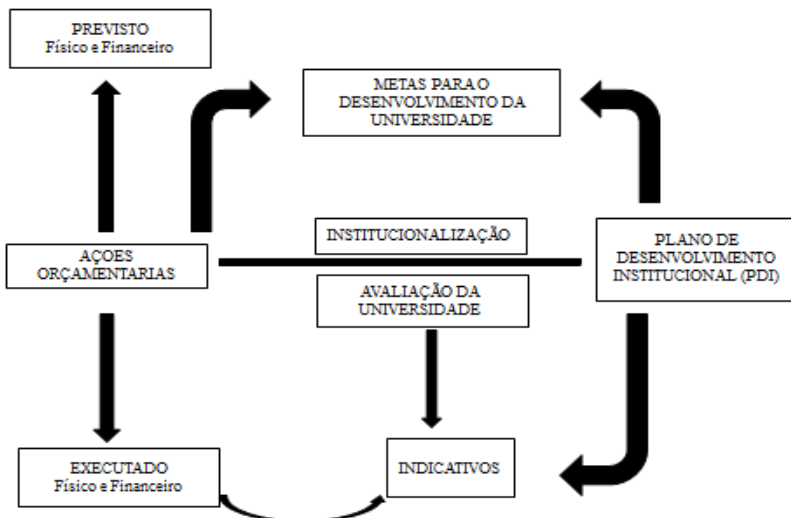 PREVISTO
Físico e Financeiro
METAS PARA O
DESENVOLVIMENTO DA
UNIVERSIDADE
INSTITUCIONALIZAÇÃO
AÇOES
ORÇAMENTARIAS
PLANO DE
DESENVOLVIMENTO
INSTITUCIONAL (PDI)
AVALIAÇÃO DA
UNIVERSIDADE
EXECUTADO
Físico e Financeiro
INDICATIVOS